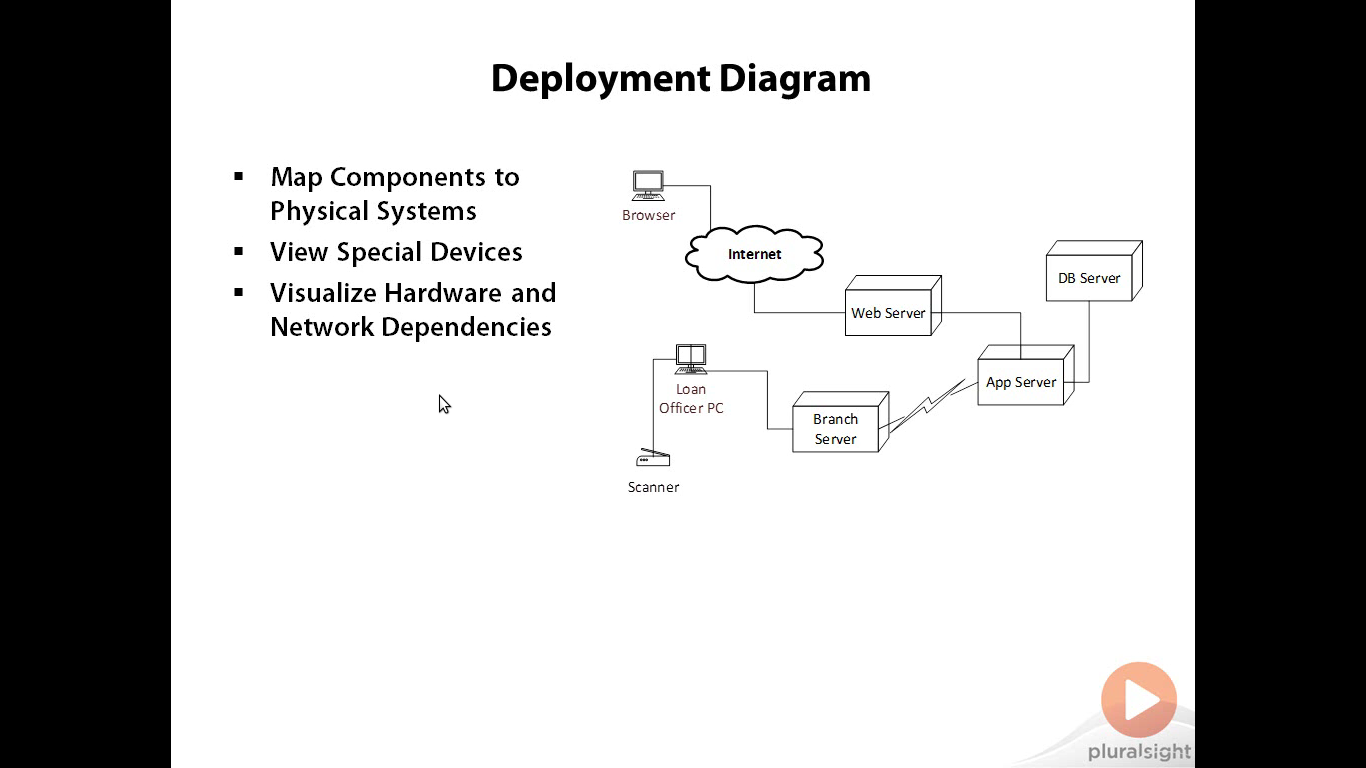 Deployment Diagram
▪ Map Components to
Physical Systems
▪ View Special Devices
▪ Visualize Hardware and
Network Dependencies
Browser
Internet
DB Server
Web Server
App Server
Loan
Officer PC
Branch
Server
Scanner
pluralsight